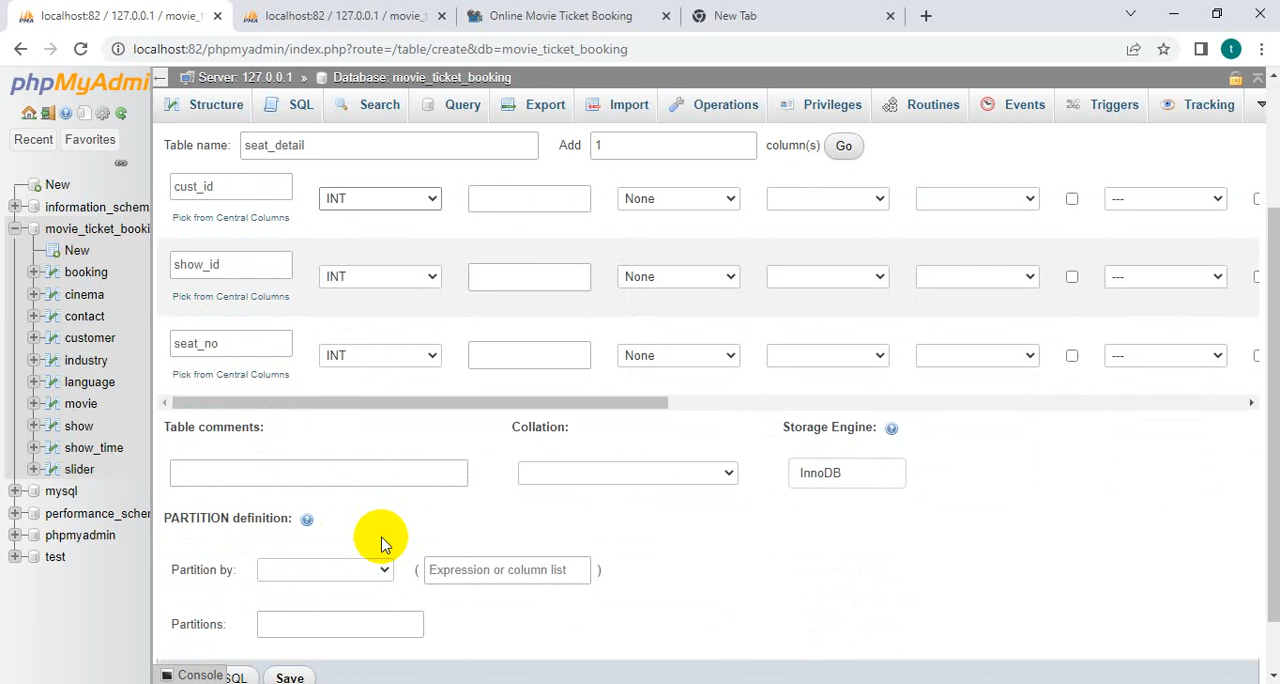 localhost:82 / 127.0.0.1 / movie_t
localhost:82 / 127.0.0.1 / movie_t
Online Movie Ticket Booking
New Tab
localhost:82/phpmyadmin/index.php?route=/table/create&db=movie_ticket_booking
t
phpMyAdmi
Server: 127.0.0.1 » Database: movie_ticket_booking
Structure SQL Search Query Export Import Operations Privileges Routines Events Triggers Tracking
Recent Favorites
Table name: seat_detail Add 1 column(s) Go
cust_id INT None ---
Pick from Central Columns
show_id INT None ---
Pick from Central Columns
seat_no INT None ---
Pick from Central Columns
New
information_schem
movie_ticket_booki
New
booking
cinema
contact
customer
industry
language
movie
show
show_time
slider
mysql
performance_schem
phpmyadmin
test
Table comments: Collation: Storage Engine:
InnoDB
PARTITION definition:
Partition by: ( Expression or column list )
Partitions:
Console SQL Save